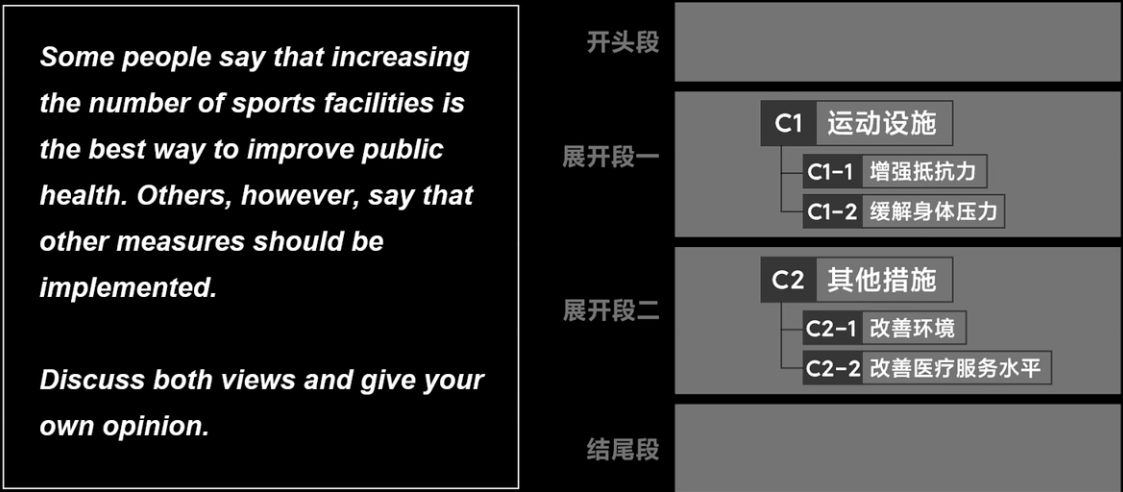 Some people say that increasing
the number of sports facilities is
the best way to improve public
health. Others, however, say that
other measures should be
implemented.
Discuss both views and give your
own opinion.
开头段
展开段一
C1 运动设施
C1-1 增强抵抗力
C1-2 缓解身体压力
展开段二
C2 其他措施
C2-1 改善环境
C2-2 改善医疗服务水平
结尾段